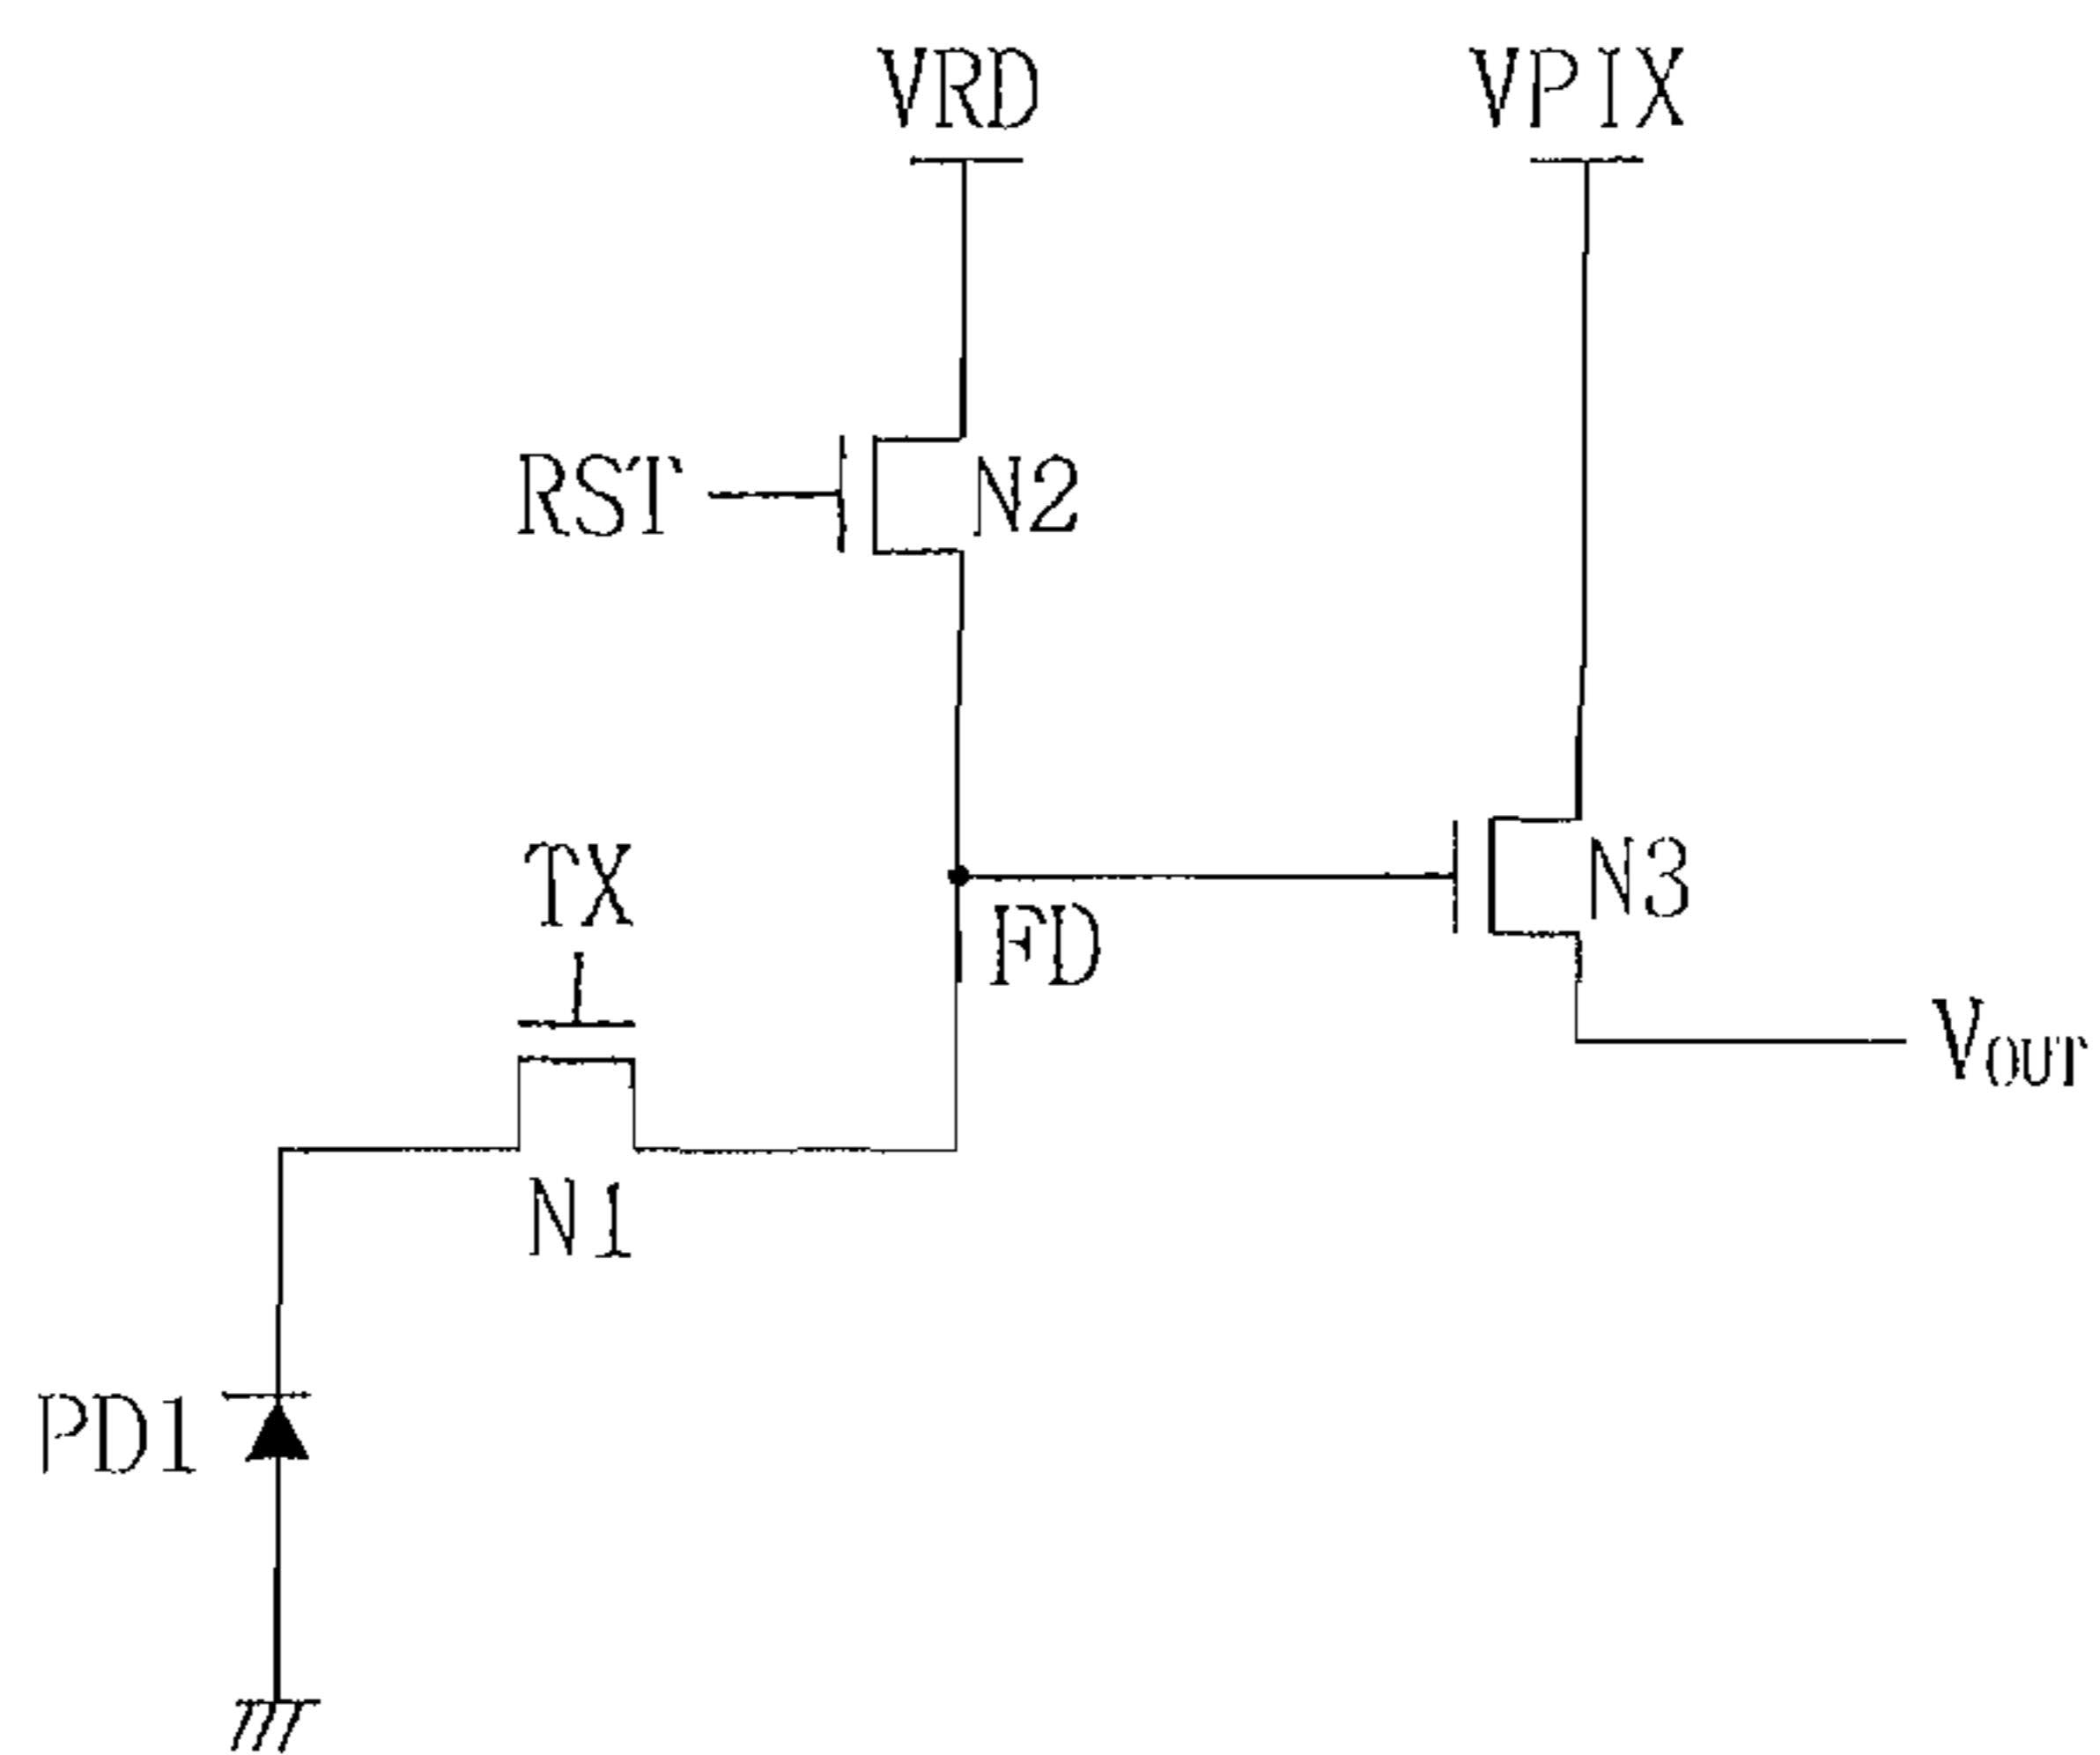 VRD
VPIX
RST
N2
TX
N3
FD
VOUT
N1
PD1